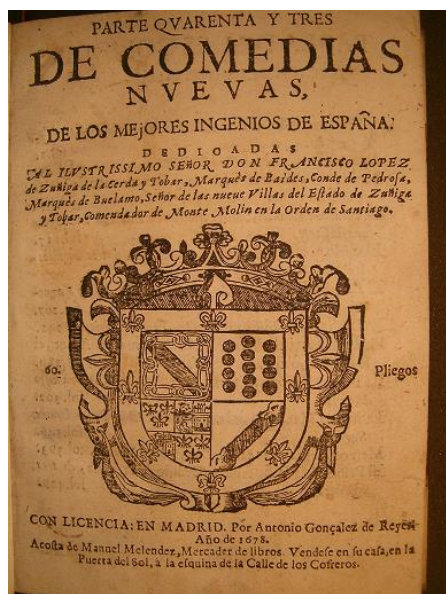 PARTE QVARENTA Y TRES
DE COMEDIAS
NVEVAS,
DE LOS MEJORES INGENIOS DE ESPAÑA:
DEDICADAS
AL ILVSTRISSIMO SEÑOR DON FRANCISCO LOPEZ
de Zuñiga de la Cerda y Tobar, Marquès de Baides, Conde de Pedrosa,
Marquès de Buelamo, Señor de las nueue Villas del Estado de Zuñiga
y Tobar, Comendador de Monte Molin en la Orden de Santiago.
60. Pliegos
CON LICENCIA: EN MADRID. Por Antonio Gonçalez de Reyes.
Año de 1678.
Acosta de Manuel Melendez, Mercader de libros. Vendese en su casa, en la
Puerta del Sol, à la esquina de la Calle de los Cofreros.